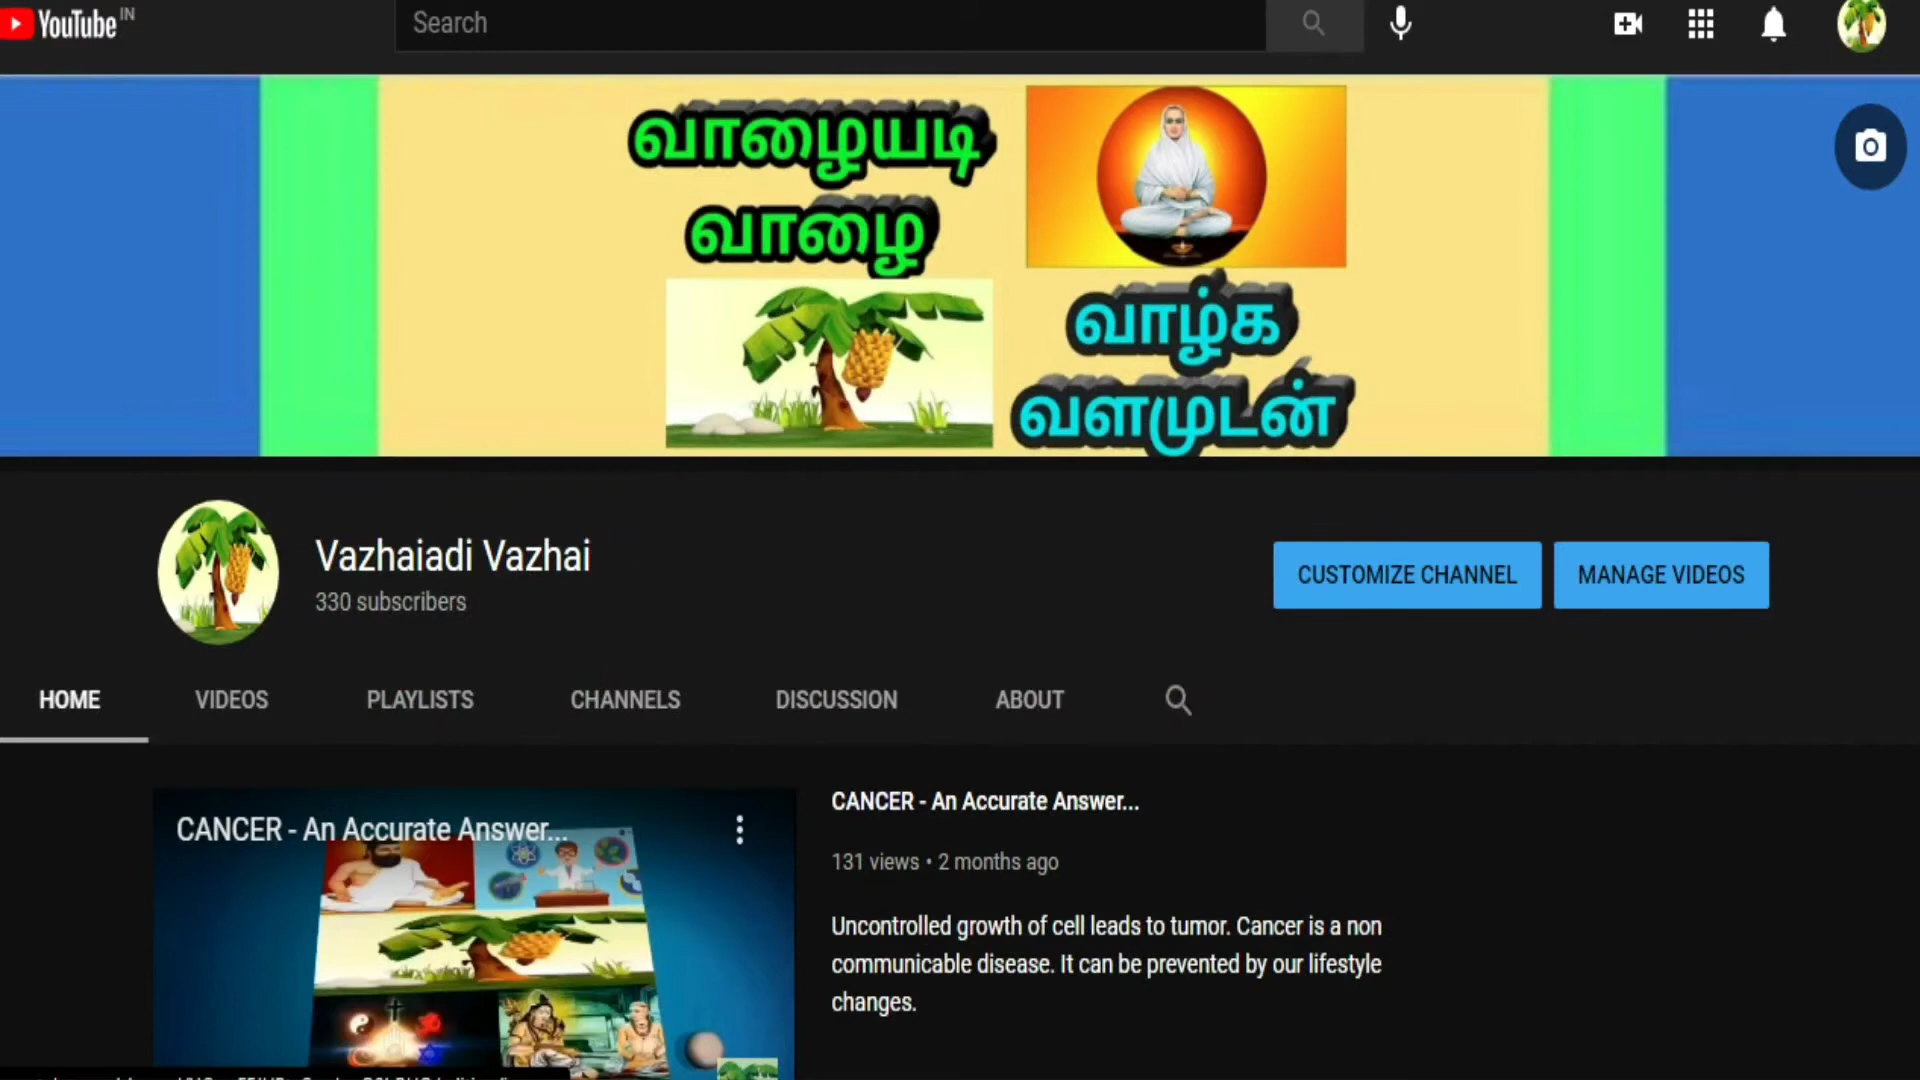 YouTube IN
Search
வாழையடி
வாழை
வாழ்க
வளமுடன்
Vazhaiadi Vazhai
330 subscribers
CUSTOMIZE CHANNEL
MANAGE VIDEOS
HOME
VIDEOS
PLAYLISTS
CHANNELS
DISCUSSION
ABOUT
CANCER - An Accurate Answer...
CANCER - An Accurate Answer...
131 views • 2 months ago
Uncontrolled growth of cell leads to tumor. Cancer is a non
communicable disease. It can be prevented by our lifestyle
changes.